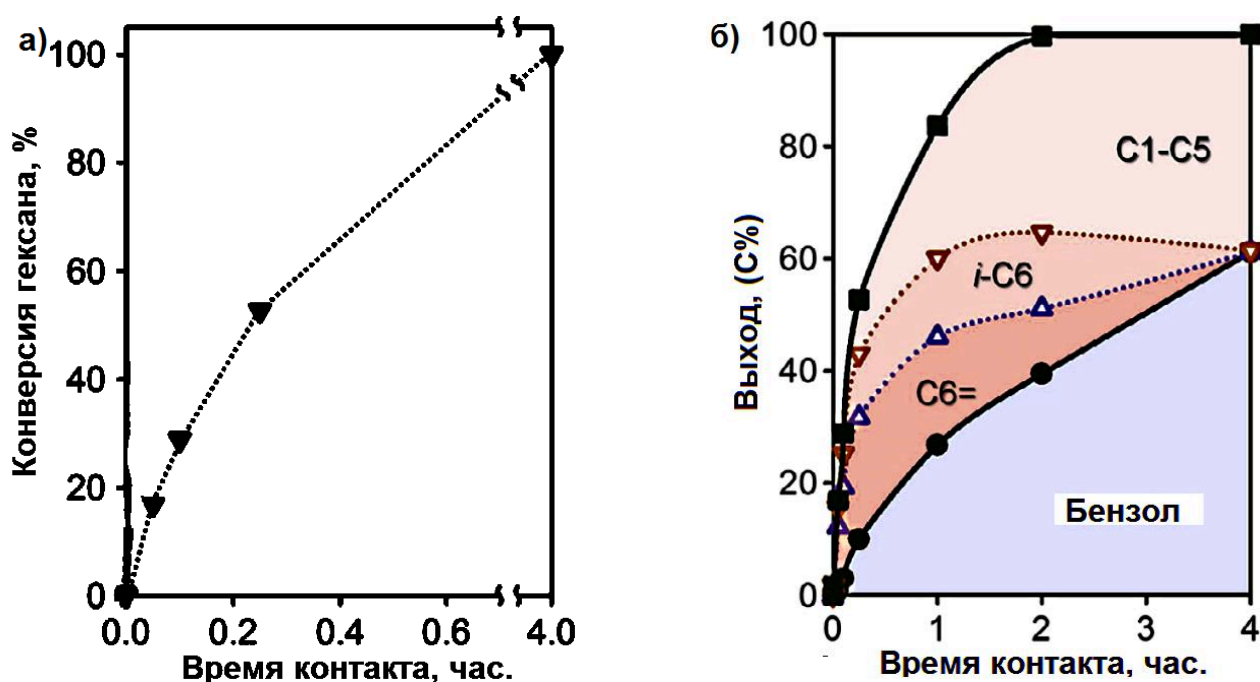 а)
100
80
60
40
20
0
Конверсия гексана, %
0.0
0.2
0.4
0.6
4.0
Время контакта, час.
б)
100
80
60
40
20
0
Выход, (С%)
C1-C5
i-C6
C6=
Бензол
0
1
2
3
4
Время контакта, час.